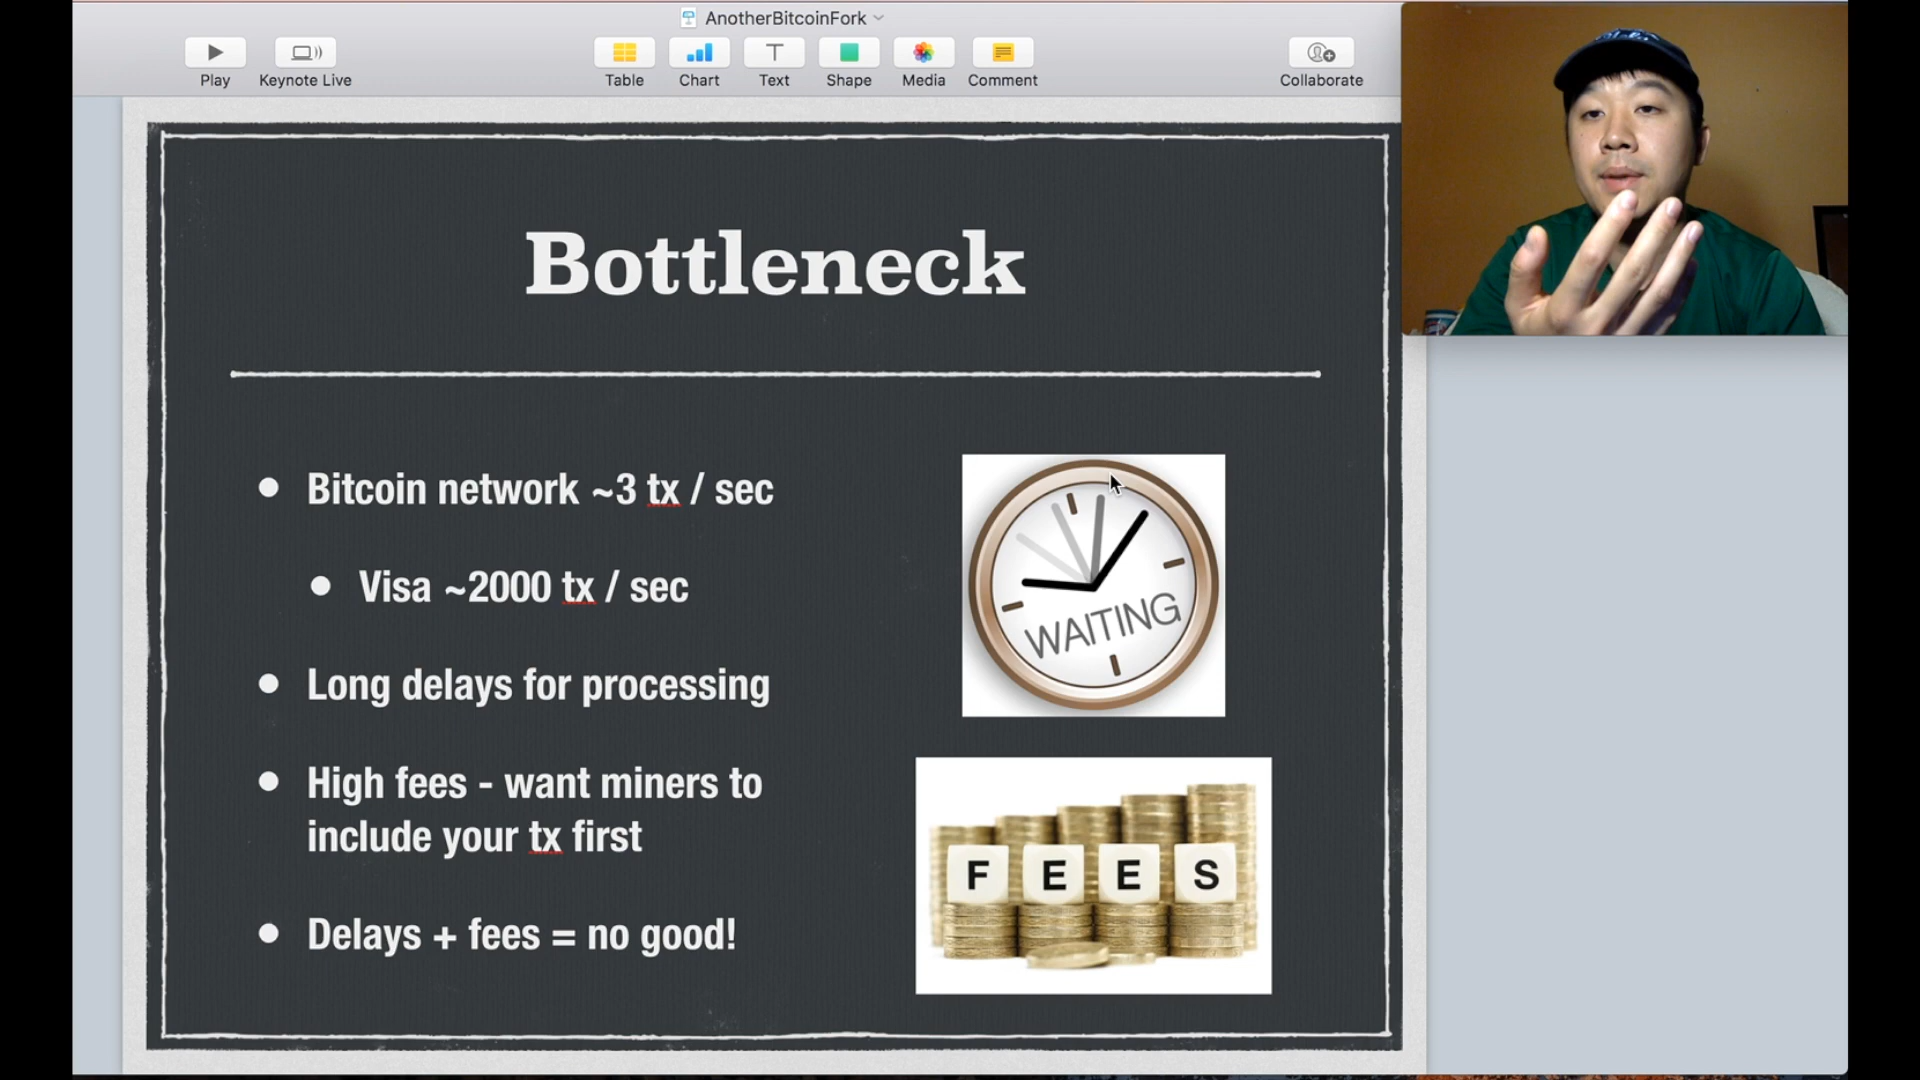 AnotherBitcoinFork
Play
Keynote Live
Table
Chart
Text
Shape
Media
Comment
Collaborate
Bottleneck
Bitcoin network ~3 tx / sec
Visa ~2000 tx / sec
Long delays for processing
High fees - want miners to
include your tx first
Delays + fees = no good!
WAITING
FEES